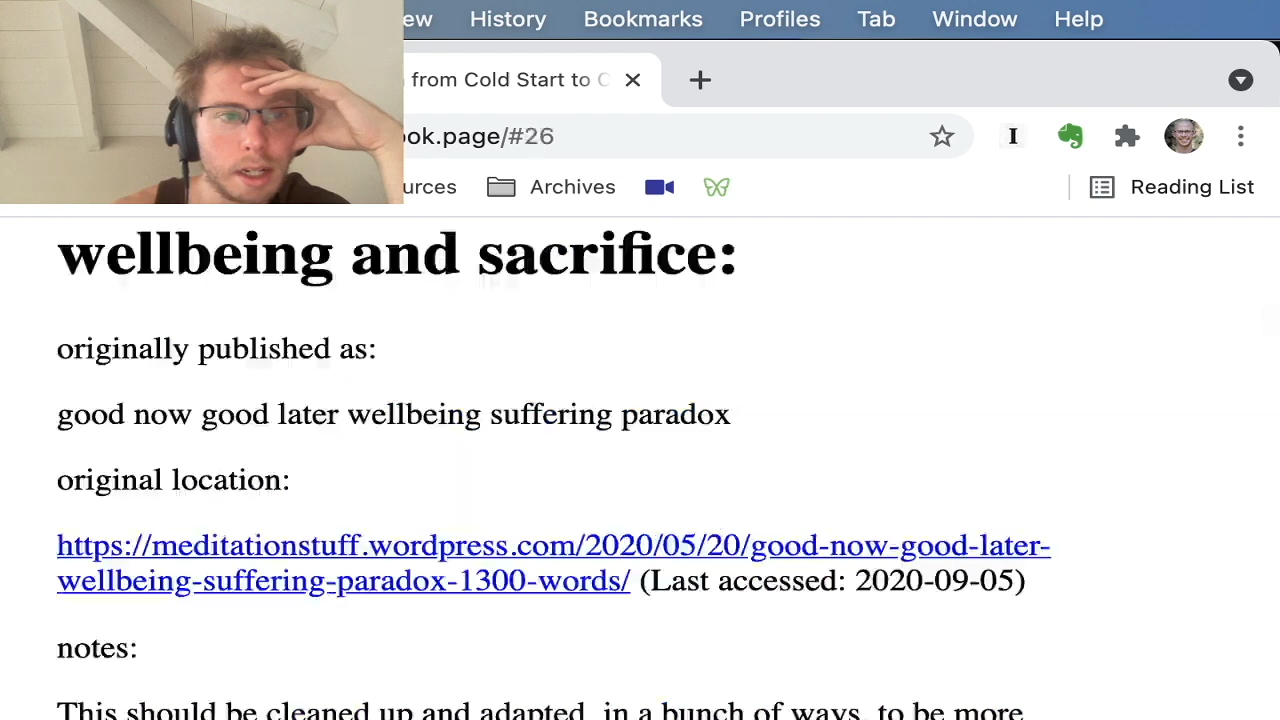 ew History Bookmarks Profiles Tab Window Help
from Cold Start to C
ook.page/#26
urces Archives Reading List
wellbeing and sacrifice:
originally published as:
good now good later wellbeing suffering paradox
original location:
https://meditationstuff.wordpress.com/2020/05/20/good-now-good-later-
wellbeing-suffering-paradox-1300-words/ (Last accessed: 2020-09-05)
notes:
This should be cleaned up and adapted, in a bunch of ways, to be more